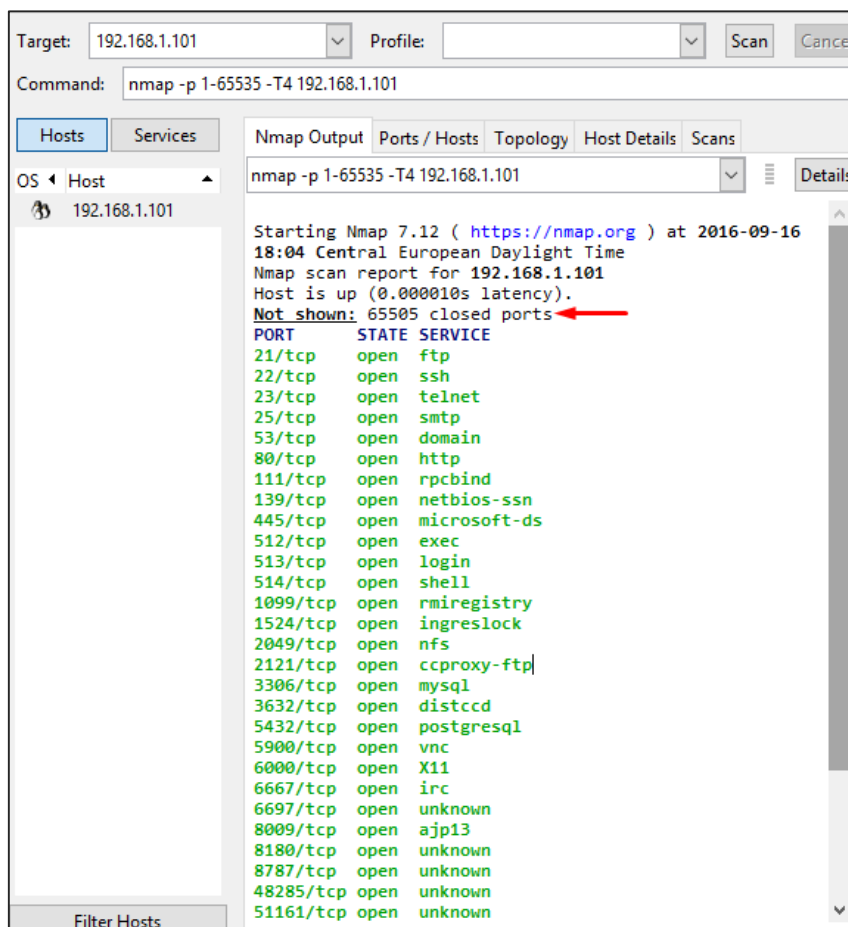 Target: 192.168.1.101 Profile: Scan Cance
Command: nmap -p 1-65535 -T4 192.168.1.101
Hosts Services Nmap Output Ports / Hosts Topology Host Details Scans
OS Host nmap -p 1-65535 -T4 192.168.1.101 Details
192.168.1.101
Starting Nmap 7.12 ( https://nmap.org ) at 2016-09-16
18:04 Central European Daylight Time
Nmap scan report for 192.168.1.101
Host is up (0.000010s latency).
Not shown: 65505 closed ports
PORT STATE SERVICE
21/tcp open ftp
22/tcp open ssh
23/tcp open telnet
25/tcp open smtp
53/tcp open domain
80/tcp open http
111/tcp open rpcbind
139/tcp open netbios-ssn
445/tcp open microsoft-ds
512/tcp open exec
513/tcp open login
514/tcp open shell
1099/tcp open rmiregistry
1524/tcp open ingreslock
2049/tcp open nfs
2121/tcp open ccproxy-ftp
3306/tcp open mysql
3632/tcp open distccd
5432/tcp open postgresql
5900/tcp open vnc
6000/tcp open X11
6667/tcp open irc
6697/tcp open unknown
8009/tcp open ajp13
8180/tcp open unknown
8787/tcp open unknown
48285/tcp open unknown
51161/tcp open unknown
Filter Hosts